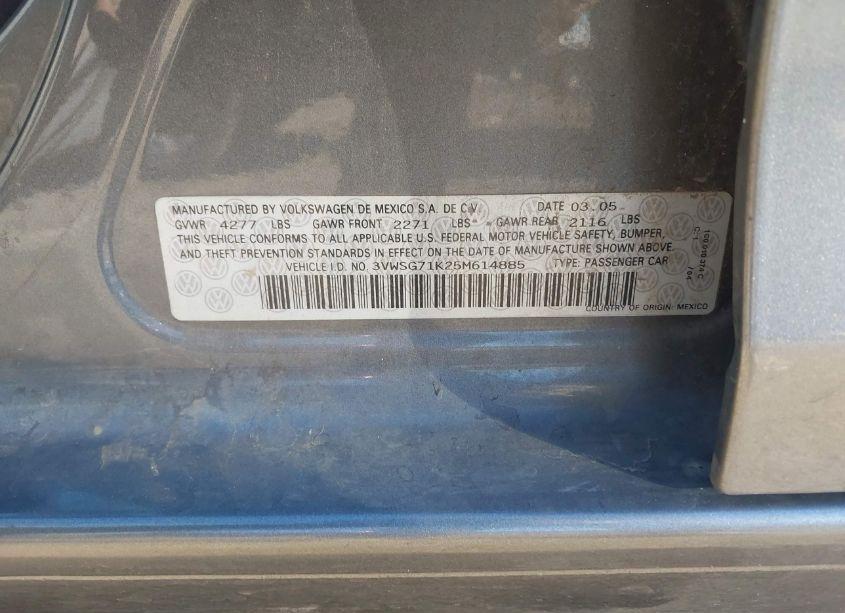 MANUFACTURED BY VOLKSWAGEN DE MEXICO S.A. DE C.V. DATE 03.05
GVWR 4277 LBS GAWR FRONT 2271 LBS GAWR REAR 2116 LBS
THIS VEHICLE CONFORMS TO ALL APPLICABLE U.S. FEDERAL MOTOR VEHICLE SAFETY, BUMPER,
AND THEFT PREVENTION STANDARDS IN EFFECT ON THE DATE OF MANUFACTURE SHOWN ABOVE.
VEHICLE I.D. NO. 3VWSG71K25M614885 TYPE: PASSENGER CAR
COUNTRY OF ORIGIN: MEXICO